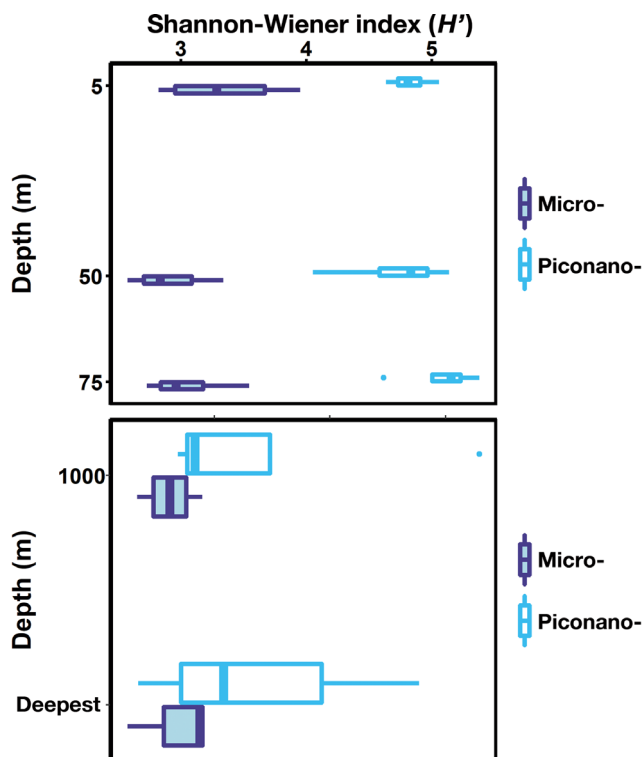 Shannon-Wiener index (H')
3 4 5
5
50
75
Depth (m)
Micro-
Piconano-
1000
Deepest
Depth (m)
Micro-
Piconano-